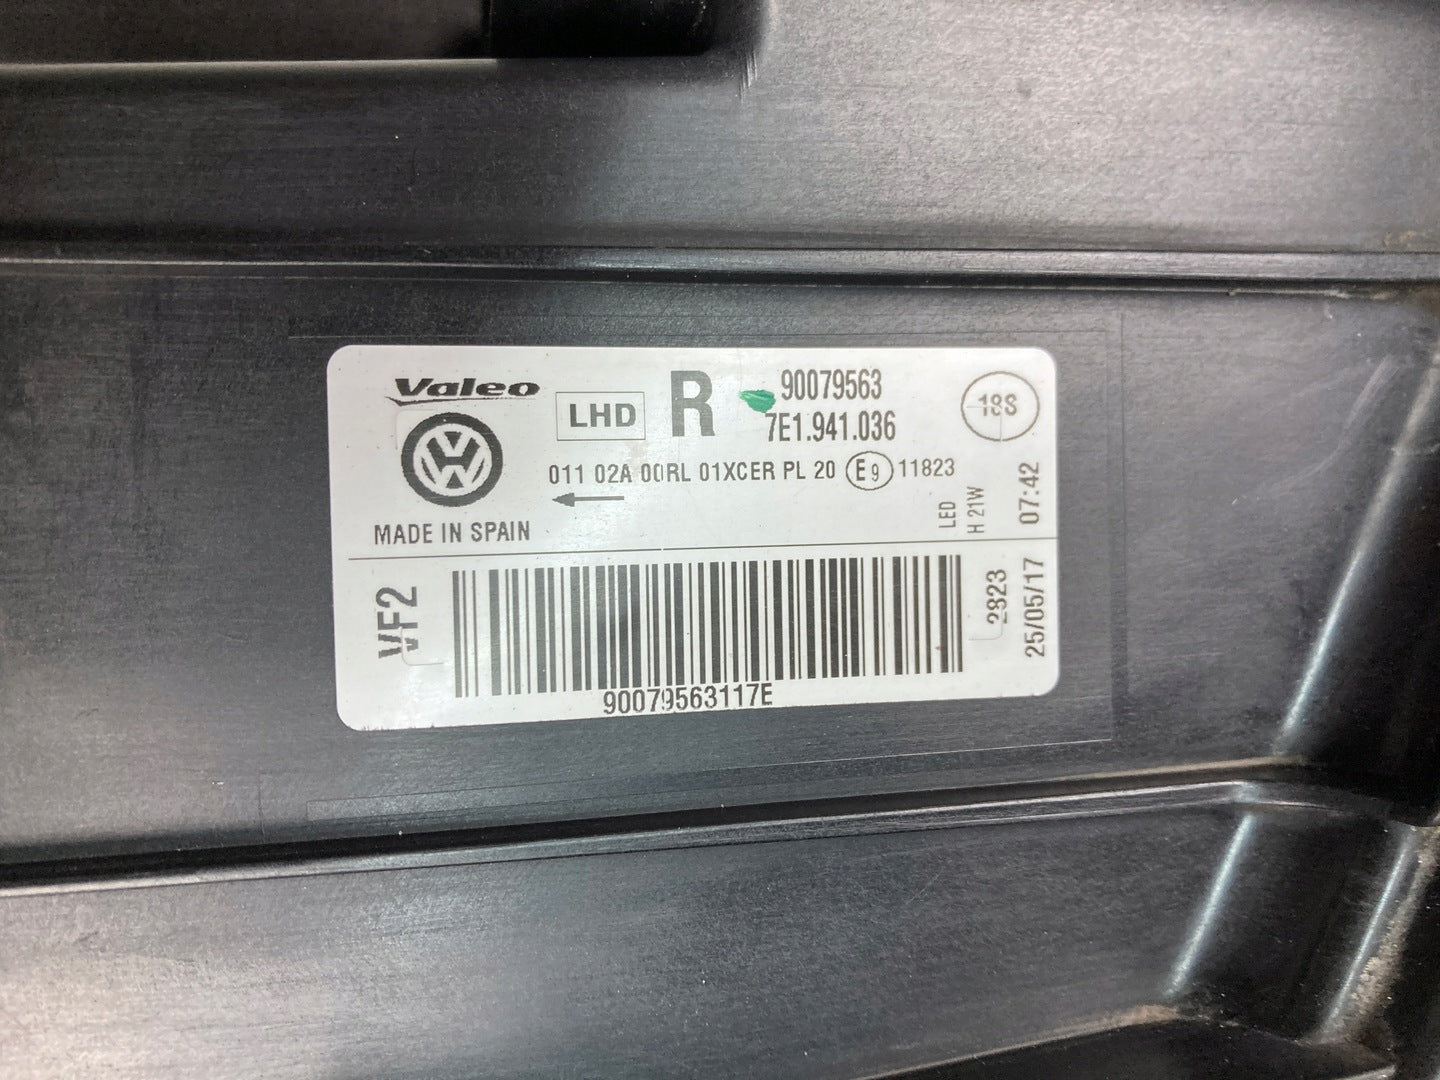 Valeo
LHD
R
90079563
7E1.941.036
18S
011 02A 00RL 01XCER PL 20 E9 11823
MADE IN SPAIN
LED
H 21W
07:42
VF2
2823
25/05/17
90079563117E